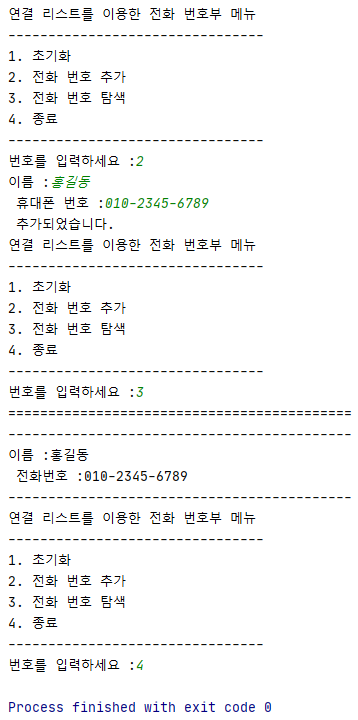 연결 리스트를 이용한 전화 번호부 메뉴
--------------------------------
1. 초기화
2. 전화 번호 추가
3. 전화 번호 탐색
4. 종료
--------------------------------
번호를 입력하세요 :2
이름 :홍길동
 휴대폰 번호 :010-2345-6789
 추가되었습니다.
연결 리스트를 이용한 전화 번호부 메뉴
--------------------------------
1. 초기화
2. 전화 번호 추가
3. 전화 번호 탐색
4. 종료
--------------------------------
번호를 입력하세요 :3
===========================================
-------------------------------------------
이름 :홍길동
 전화번호 :010-2345-6789
-------------------------------------------
연결 리스트를 이용한 전화 번호부 메뉴
--------------------------------
1. 초기화
2. 전화 번호 추가
3. 전화 번호 탐색
4. 종료
--------------------------------
번호를 입력하세요 :4
Process finished with exit code 0